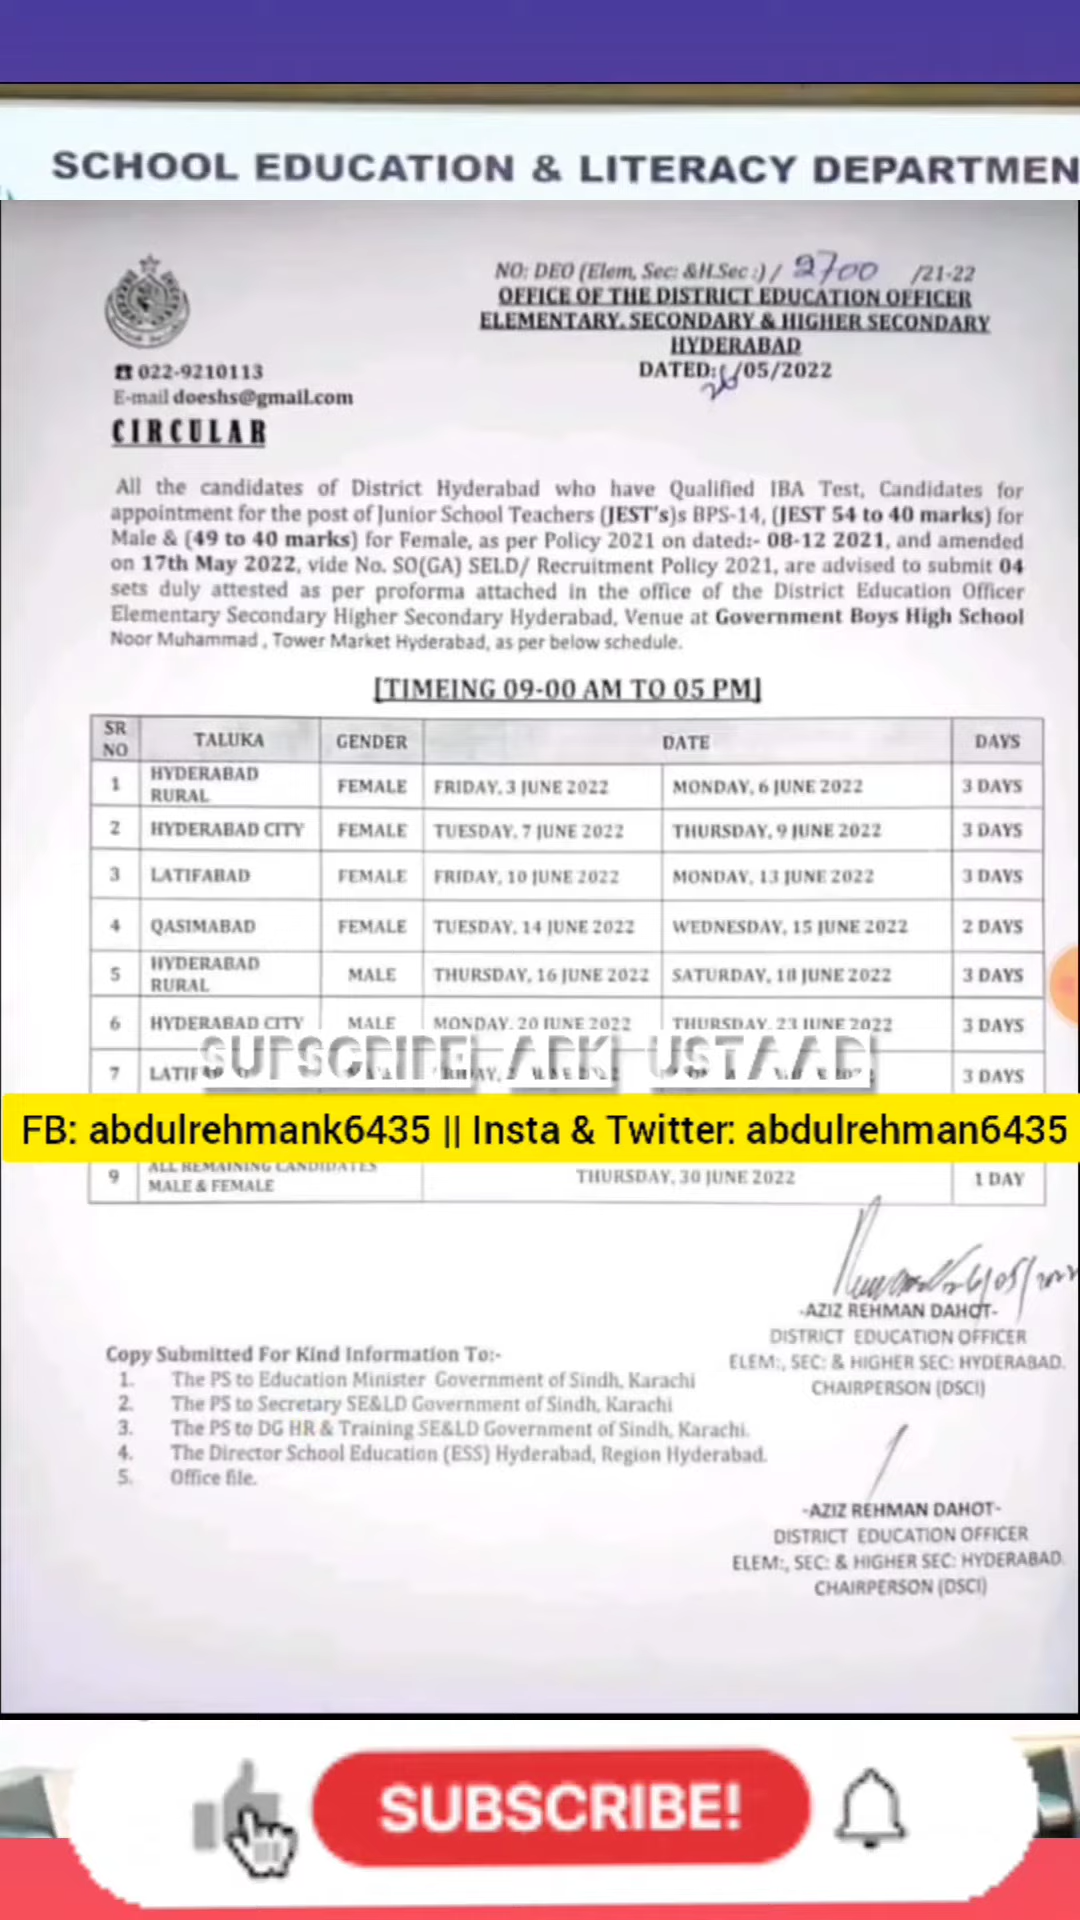 SCHOOL EDUCATION & LITERACY DEPARTMEN
NO: DEO (Elem, Sec: &H.Sec :) / 2700 /21-22
OFFICE OF THE DISTRICT EDUCATION OFFICER
ELEMENTARY, SECONDARY & HIGHER SECONDARY
HYDERABAD
DATED: 26/05/2022
☎ 022-9210113
E-mail doeshs@gmail.com
CIRCULAR
All the candidates of District Hyderabad who have Qualified IBA Test, Candidates for
appointment for the post of Junior School Teachers (JEST's)s BPS-14, (JEST 54 to 40 marks) for
Male & (49 to 40 marks) for Female, as per Policy 2021 on dated:- 08-12 2021, and amended
on 17th May 2022, vide No. SO(GA) SELD/ Recruitment Policy 2021, are advised to submit 04
sets duly attested as per proforma attached in the office of the District Education Officer
Elementary Secondary Higher Secondary Hyderabad, Venue at Government Boys High School
Noor Muhammad , Tower Market Hyderabad, as per below schedule.
[TIMEING 09-00 AM TO 05 PM]
SR NO TALUKA GENDER DATE DAYS
1 HYDERABAD RURAL FEMALE FRIDAY, 3 JUNE 2022 MONDAY, 6 JUNE 2022 3 DAYS
2 HYDERABAD CITY FEMALE TUESDAY, 7 JUNE 2022 THURSDAY, 9 JUNE 2022 3 DAYS
3 LATIFABAD FEMALE FRIDAY, 10 JUNE 2022 MONDAY, 13 JUNE 2022 3 DAYS
4 QASIMABAD FEMALE TUESDAY, 14 JUNE 2022 WEDNESDAY, 15 JUNE 2022 2 DAYS
5 HYDERABAD RURAL MALE THURSDAY, 16 JUNE 2022 SATURDAY, 18 JUNE 2022 3 DAYS
6 HYDERABAD CITY MALE MONDAY, 20 JUNE 2022 THURSDAY, 23 JUNE 2022 3 DAYS
7 3 DAYS
FB: abdulrehmank6435 || Insta & Twitter: abdulrehman6435
9 ALL REMAINING CANDIDATES MALE & FEMALE THURSDAY, 30 JUNE 2022 1 DAY
26/05/2022
-AZIZ REHMAN DAHOT-
DISTRICT EDUCATION OFFICER
ELEM:, SEC: & HIGHER SEC: HYDERABAD.
CHAIRPERSON (DSCI)
Copy Submitted For Kind Information To:-
1. The PS to Education Minister Government of Sindh, Karachi
2. The PS to Secretary SE&LD Government of Sindh, Karachi
3. The PS to DG HR & Training SE&LD Government of Sindh, Karachi.
4. The Director School Education (ESS) Hyderabad, Region Hyderabad.
5. Office file.
-AZIZ REHMAN DAHOT-
DISTRICT EDUCATION OFFICER
ELEM:, SEC: & HIGHER SEC: HYDERABAD.
CHAIRPERSON (DSCI)
SUBSCRIBE!